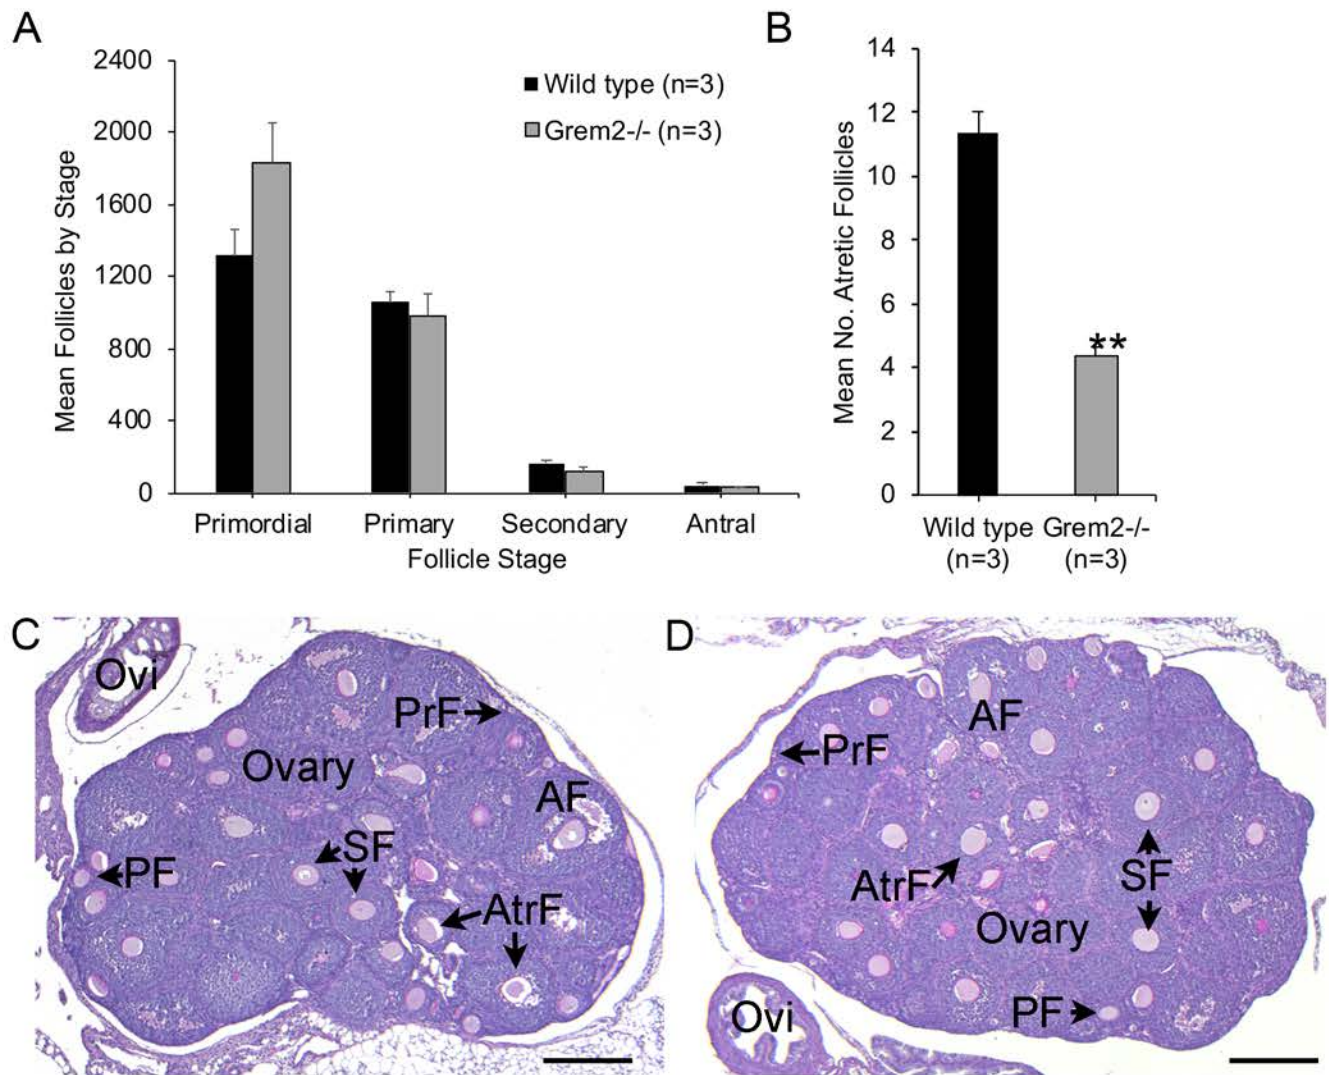 A
2400
2000
1600
1200
800
400
0
Mean Follicles by Stage
Wild type (n=3)
Grem2-/- (n=3)
Primordial
Primary
Secondary
Antral
Follicle Stage
B
14
12
10
8
6
4
2
0
Mean No. Atretic Follicles
**
Wild type
(n=3)
Grem2-/-
(n=3)
C
Ovi
PrF
Ovary
AF
SF
PF
AtrF
D
AF
PrF
AtrF
SF
Ovary
PF
Ovi